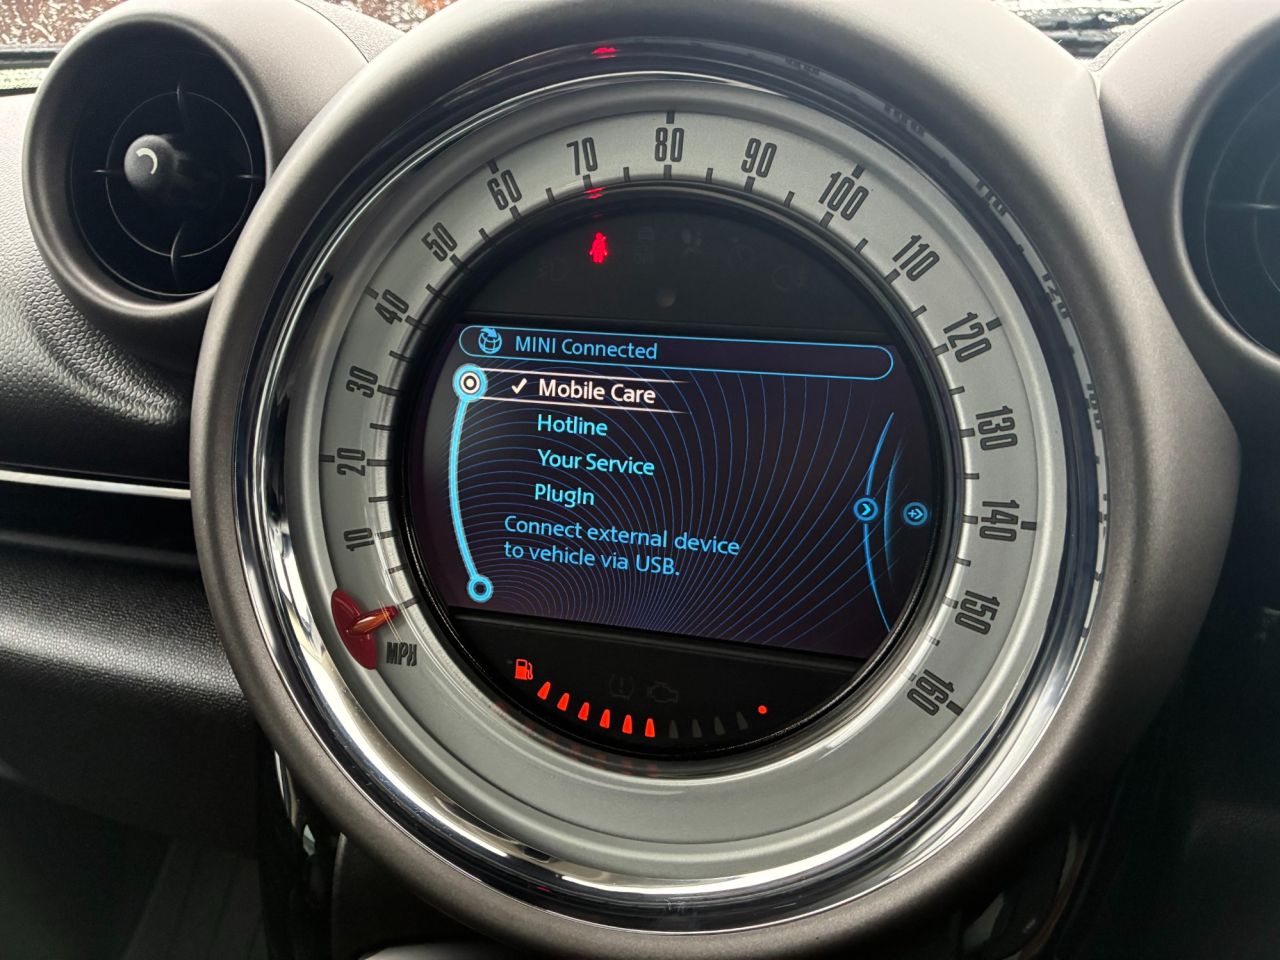 MINI Connected
✓ Mobile Care
Hotline
Your Service
PlugIn
Connect external device
to vehicle via USB.
10
20
30
40
50
60
70
80
90
100
110
120
130
140
150
160
MPH